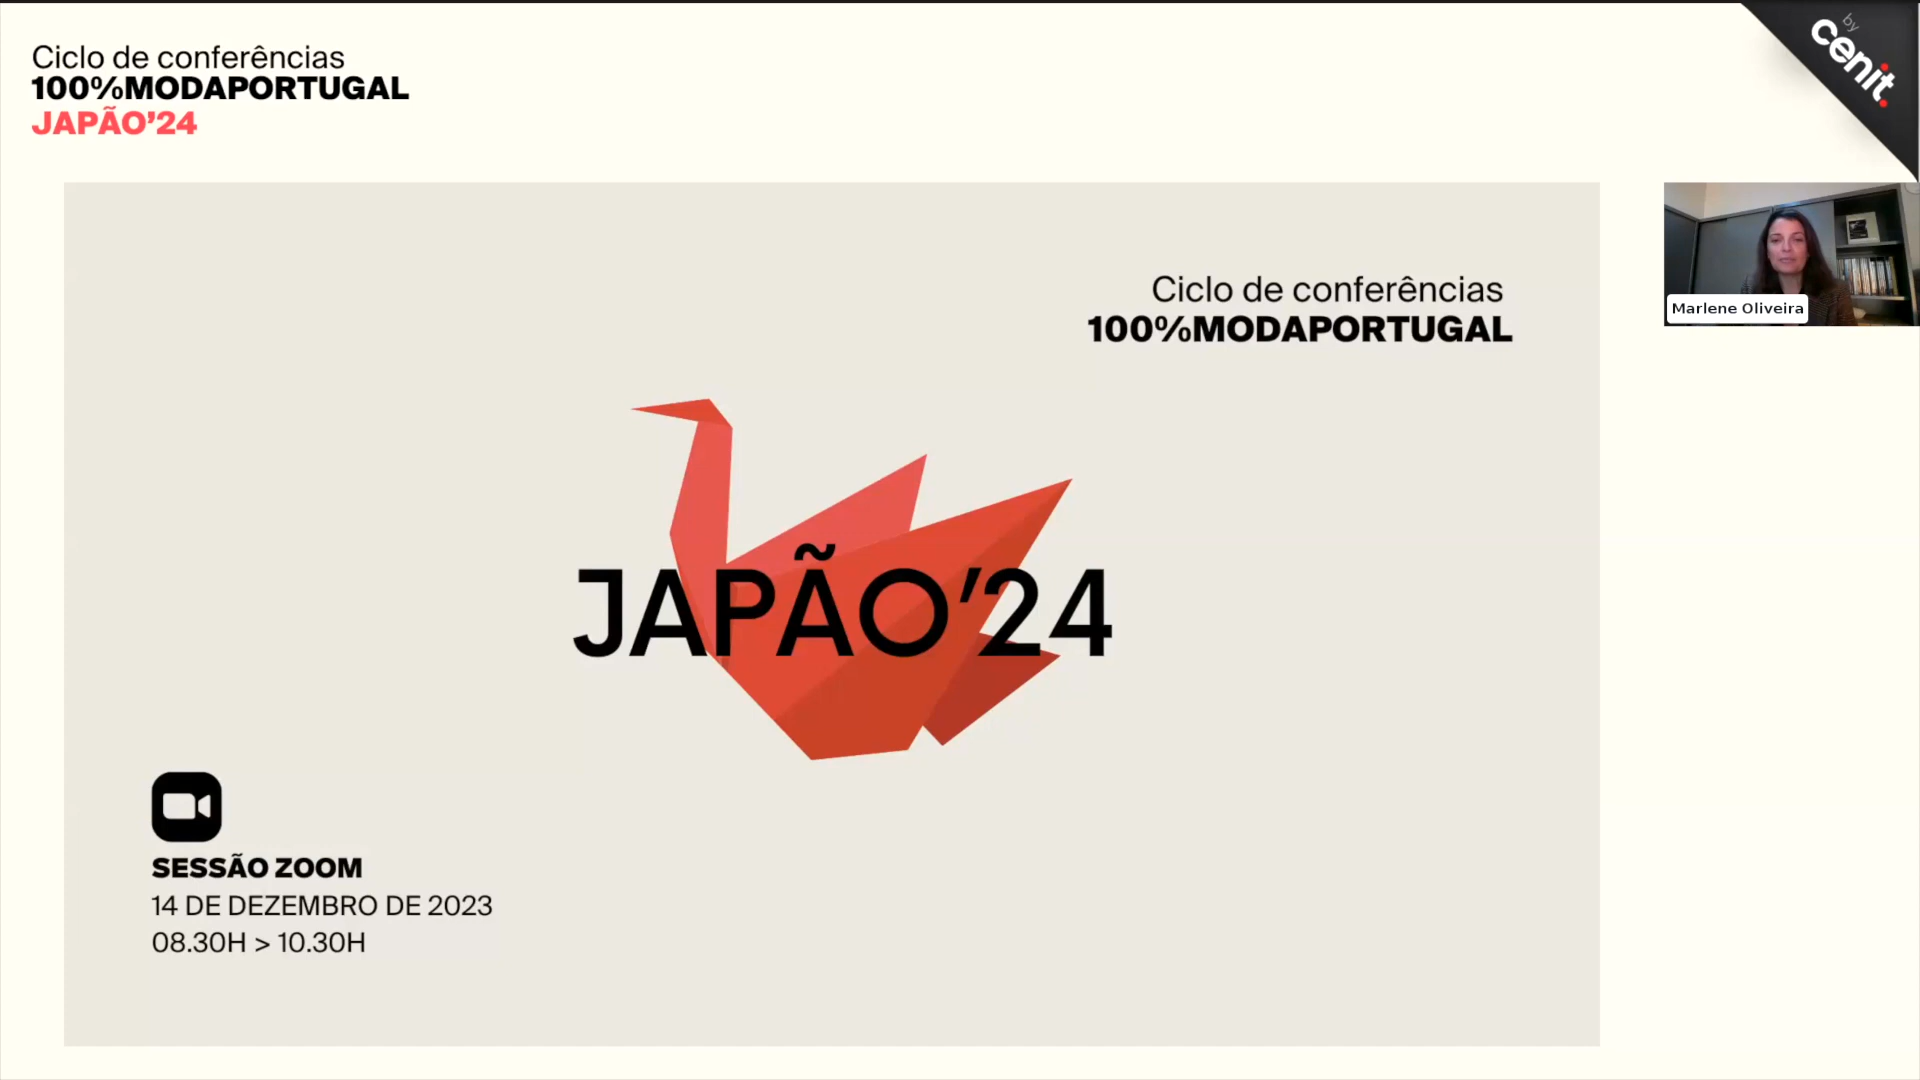 Ciclo de conferências
100%MODAPORTUGAL
JAPÃO’24
by
cenit.
Marlene Oliveira
Ciclo de conferências
100%MODAPORTUGAL
JAPÃO’24
SESSÃO ZOOM
14 DE DEZEMBRO DE 2023
08.30H > 10.30H